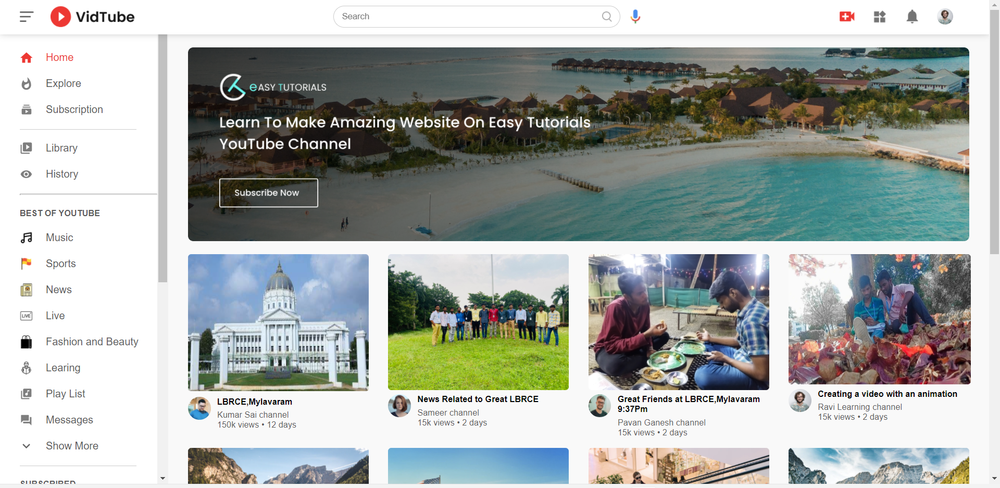 VidTube
Search
Home
Explore
Subscription
Library
History
BEST OF YOUTUBE
Music
Sports
News
LIVE
Live
Fashion and Beauty
Learing
Play List
Messages
Show More
SUBSCRIBED
eASY TUTORIALS
Learn To Make Amazing Website On Easy Tutorials
YouTube Channel
Subscribe Now
LBRCE,Mylavaram
Kumar Sai channel
150k views • 12 days
News Related to Great LBRCE
Sameer channel
15k views • 2 days
Great Friends at LBRCE,Mylavaram
9:37Pm
Pavan Ganesh channel
15k views • 2 days
Creating a video with an animation
Ravi Learning channel
15k views • 2 days